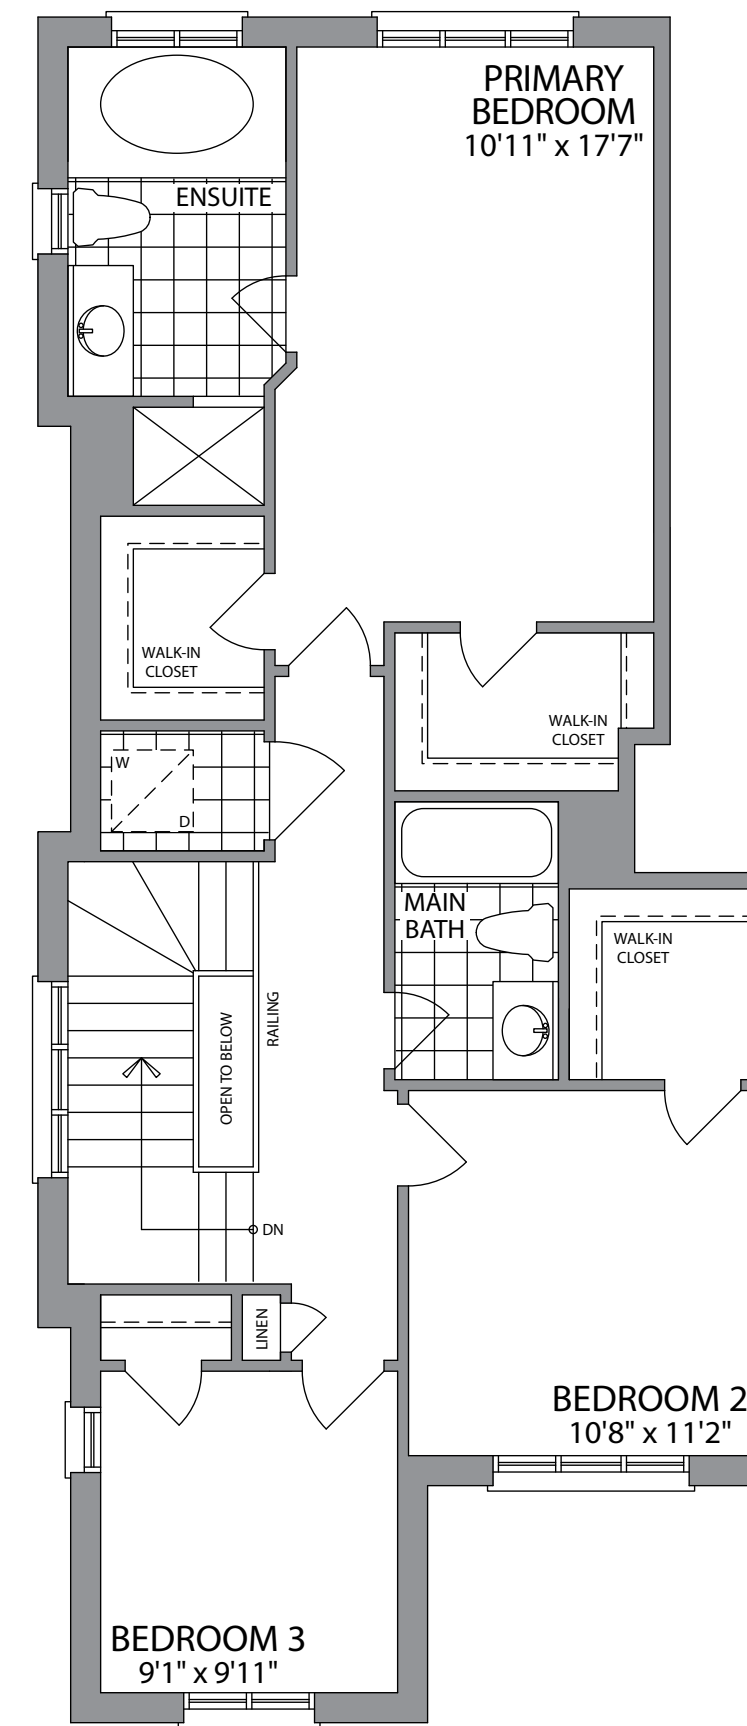 PRIMARY
BEDROOM
10'11" x 17'7"
ENSUITE
WALK-IN
CLOSET
WALK-IN
CLOSET
W
D
MAIN
BATH
WALK-IN
CLOSET
RAILING
OPEN TO BELOW
DN
LINEN
BEDROOM 2
10'8" x 11'2"
BEDROOM 3
9'1" x 9'11"